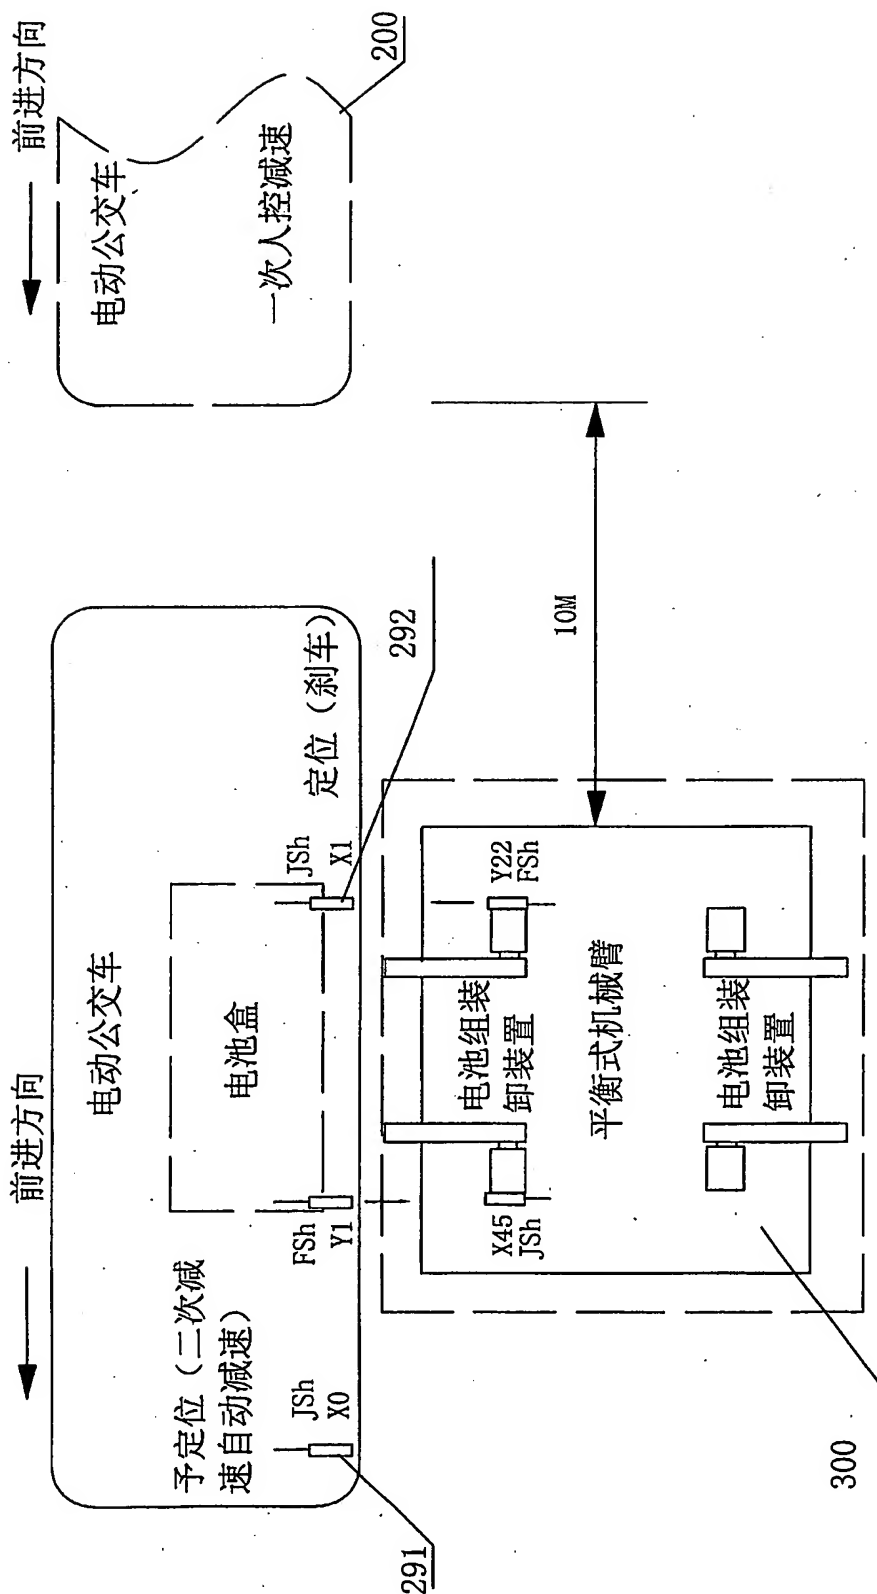 前进方向
电动公交车
一次人控减速
200
前进方向
电动公交车
予定位（二次减
速自动减速）
电池盒
定位（刹车）
JSh
X0
FSh
Y1
JSh
X1
291
292
10M
X45
JSh
电池组装
卸装置
Y22
FSh
平衡式机械臂
电池组装
卸装置
300